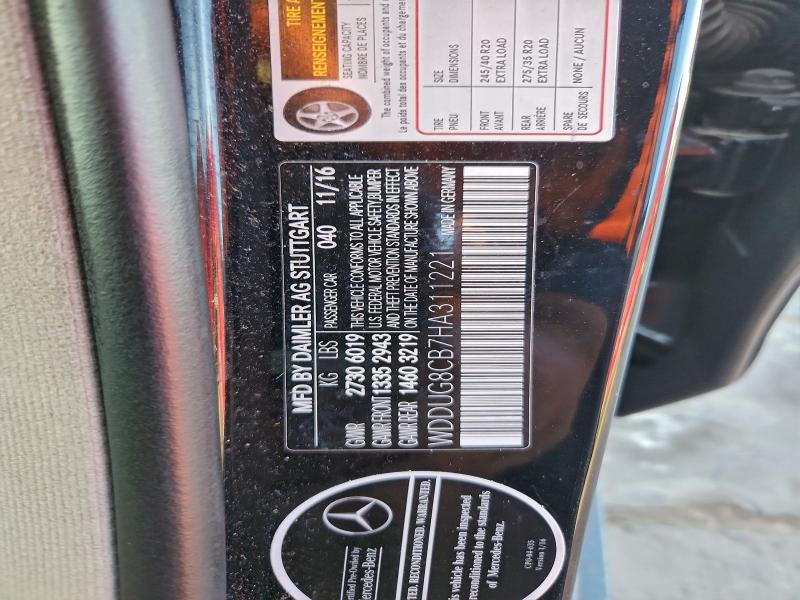 MFD BY DAIMLER AG STUTTGART
KG LBS PASSENGER CAR 040 11/16
GVWR 2730 6019
GAWR FRONT 1335 2943
GAWR REAR 1460 3219
THIS VEHICLE CONFORMS TO ALL APPLICABLE
U.S. FEDERAL MOTOR VEHICLE SAFETY, BUMPER
AND THEFT PREVENTION STANDARDS IN EFFECT
ON THE DATE OF MANUFACTURE SHOWN ABOVE
WDDUG8CB7HA311221 MADE IN GERMANY
TIRE
RENSEIGNEMENT
SEATING CAPACITY
NOMBRE DE PLACES
The combined weight of occupants and
Le poids total des occupants et du chargement
TIRE SIZE
PNEU DIMENSIONS
FRONT 245/40 R20
AVANT EXTRA LOAD
REAR 275/35 R20
ARRIÈRE EXTRA LOAD
SPARE NONE / AUCUN
DE SECOURS
Certified Pre-Owned by
Mercedes-Benz
RECONDITIONED. WARRANTED.
This vehicle has been inspected
reconditioned to the standards
of Mercedes-Benz.
Version 1/16